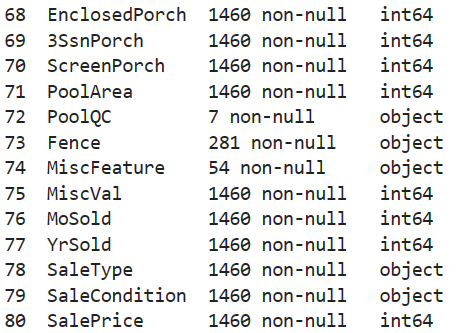 68  EnclosedPorch  1460 non-null   int64
69  3SsnPorch      1460 non-null   int64
70  ScreenPorch    1460 non-null   int64
71  PoolArea       1460 non-null   int64
72  PoolQC         7 non-null      object
73  Fence          281 non-null    object
74  MiscFeature    54 non-null     object
75  MiscVal        1460 non-null   int64
76  MoSold         1460 non-null   int64
77  YrSold         1460 non-null   int64
78  SaleType       1460 non-null   object
79  SaleCondition  1460 non-null   object
80  SalePrice      1460 non-null   int64